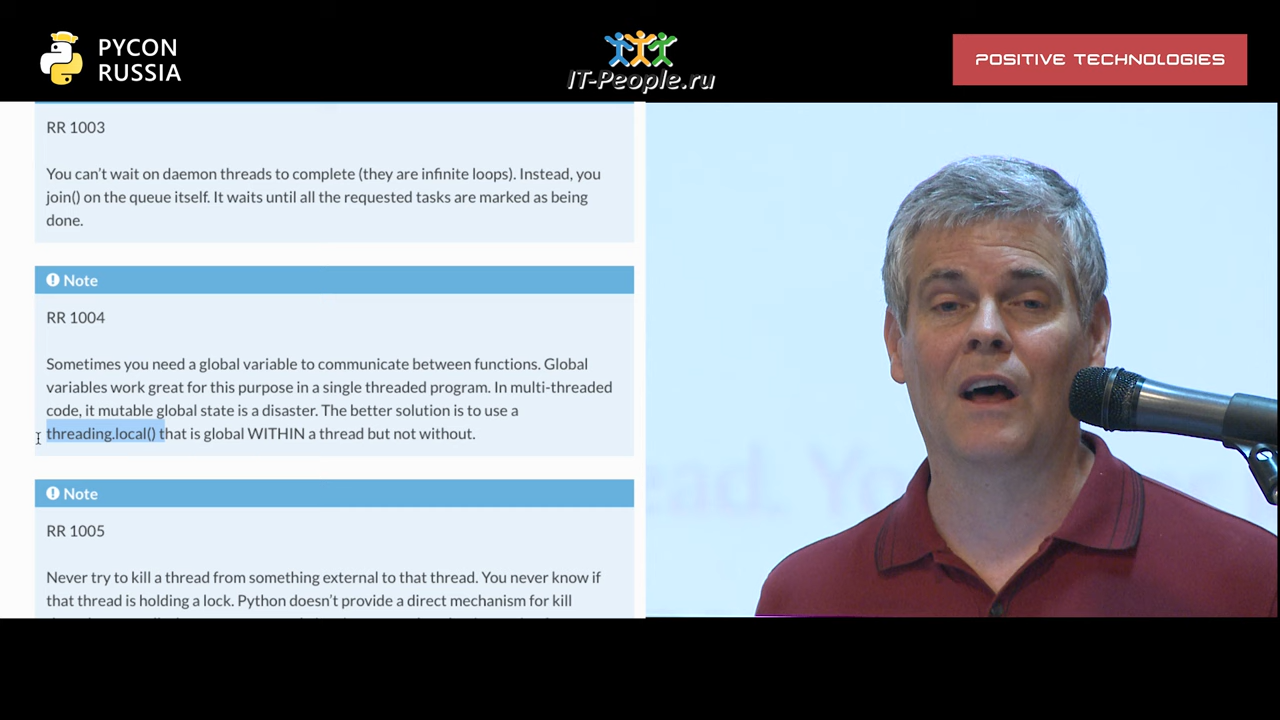 PYCON
RUSSIA
IT-People.ru
POSITIVE TECHNOLOGIES
RR 1003
You can't wait on daemon threads to complete (they are infinite loops). Instead, you
join() on the queue itself. It waits until all the requested tasks are marked as being
done.
Note
RR 1004
Sometimes you need a global variable to communicate between functions. Global
variables work great for this purpose in a single threaded program. In multi-threaded
code, it mutable global state is a disaster. The better solution is to use a
threading.local() that is global WITHIN a thread but not without.
Note
RR 1005
Never try to kill a thread from something external to that thread. You never know if
that thread is holding a lock. Python doesn't provide a direct mechanism for kill
ead. Yo